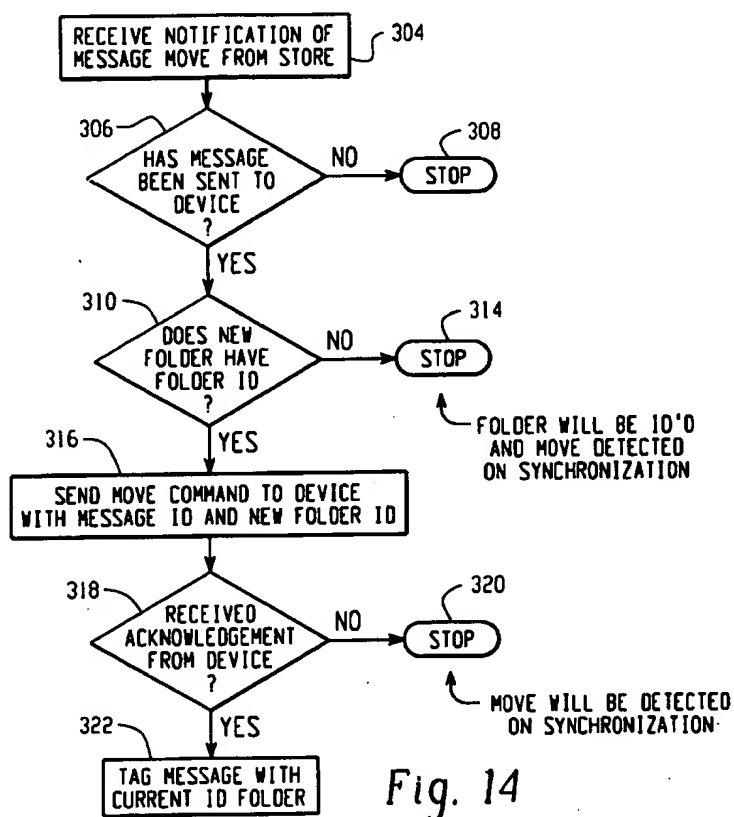 RECEIVE NOTIFICATION OF
MESSAGE MOVE FROM STORE
304
306
HAS MESSAGE
BEEN SENT TO
DEVICE
?
NO
308
STOP
YES
310
DOES NEW
FOLDER HAVE
FOLDER ID
?
NO
314
STOP
FOLDER WILL BE ID'D
AND MOVE DETECTED
ON SYNCHRONIZATION
YES
316
SEND MOVE COMMAND TO DEVICE
WITH MESSAGE ID AND NEW FOLDER ID
318
RECEIVED
ACKNOWLEDGEMENT
FROM DEVICE
?
NO
320
STOP
MOVE WILL BE DETECTED
ON SYNCHRONIZATION
YES
322
TAG MESSAGE WITH
CURRENT ID FOLDER
Fig. 14